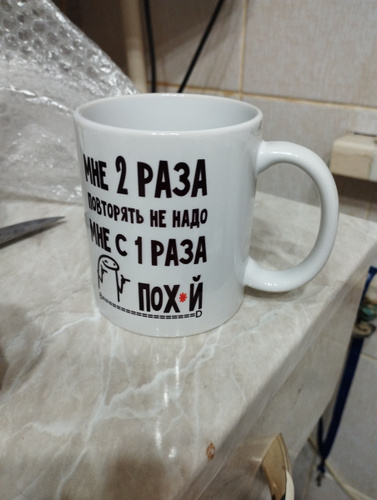 МНЕ 2 РАЗА
ПОВТОРЯТЬ НЕ НАДО
МНЕ С 1 РАЗА
ПОХ*Й